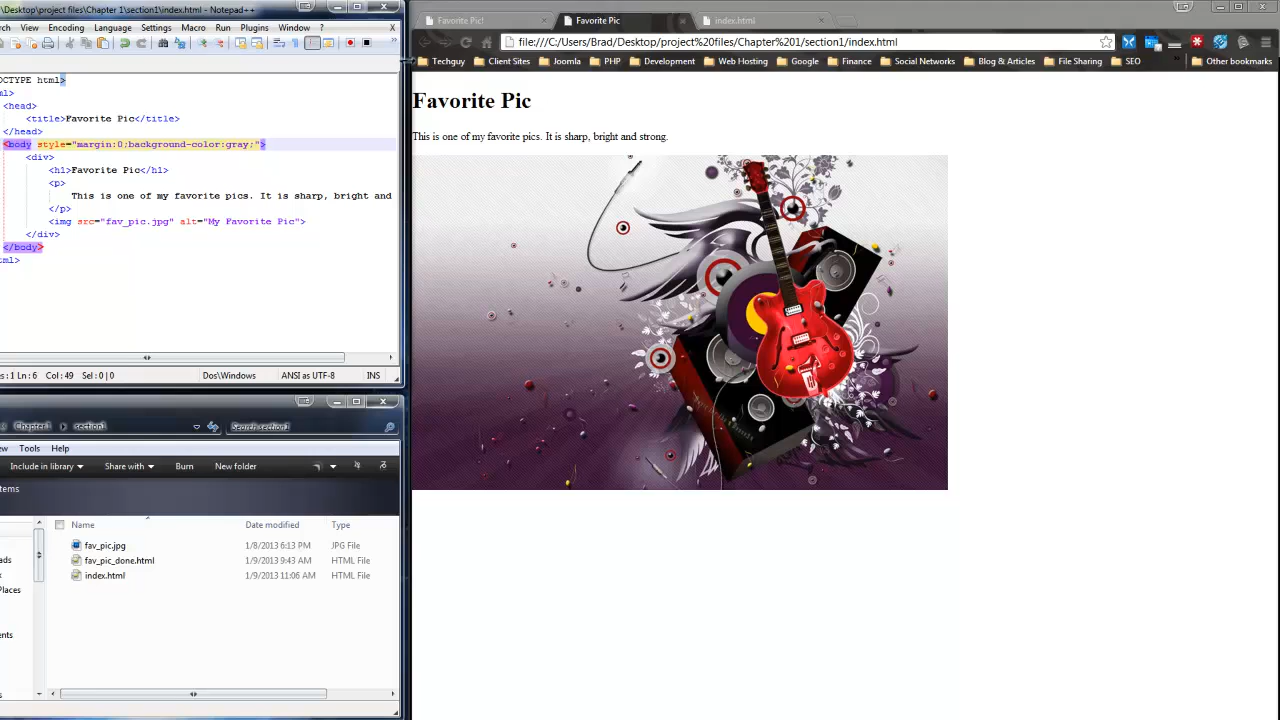 Desktop\project files\Chapter 1\section1\index.html - Notepad++
rch View Encoding Language Settings Macro Run Plugins Window ? X
OCTYPE html>
ml>
<head>
<title>Favorite Pic</title>
</head>
<body style="margin:0;background-color:gray;">
<div>
<h1>Favorite Pic</h1>
<p>
This is one of my favorite pics. It is sharp, bright and
</p>
<img src="fav_pic.jpg" alt="My Favorite Pic">
</div>
</body>
tml>
s:1 Ln:6 Col:49 Sel:0|0 Dos\Windows ANSI as UTF-8 INS
Chapter1 section1 Search section1
ew Tools Help
Include in library Share with Burn New folder
tems
Name Date modified Type
fav_pic.jpg 1/8/2013 6:13 PM JPG File
fav_pic_done.html 1/9/2013 9:43 AM HTML File
index.html 1/9/2013 11:06 AM HTML File
ads
Places
ents
uter
Favorite Pic! Favorite Pic index.html
file:///C:/Users/Brad/Desktop/project%20files/Chapter%201/section1/index.html
Techguy Client Sites Joomla PHP Development Web Hosting Google Finance Social Networks Blog & Articles File Sharing SEO » Other bookmarks
Favorite Pic
This is one of my favorite pics. It is sharp, bright and strong.